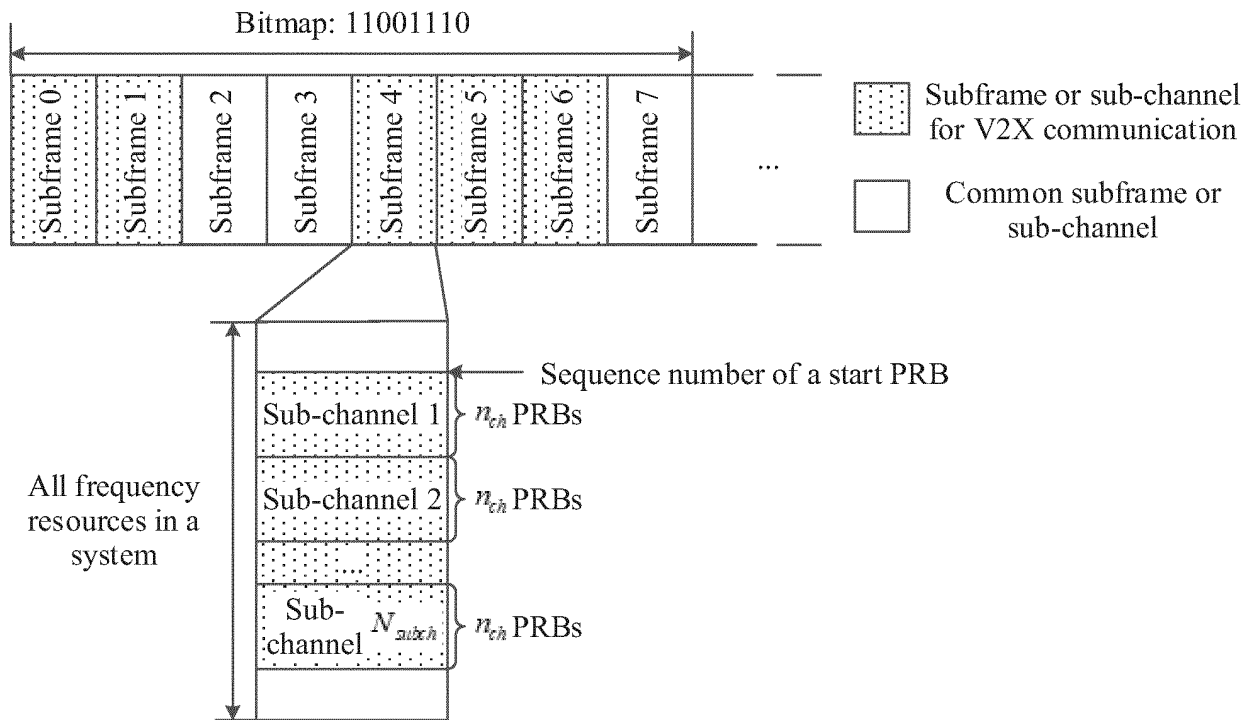 Bitmap: 11001110
Subframe 0
Subframe 1
Subframe 2
Subframe 3
Subframe 4
Subframe 5
Subframe 6
Subframe 7
...
Subframe or sub-channel
for V2X communication
Common subframe or
sub-channel
Sequence number of a start PRB
Sub-channel 1
n_ch PRBs
Sub-channel 2
n_ch PRBs
...
Sub-
channel N_subch
n_ch PRBs
All frequency
resources in a
system